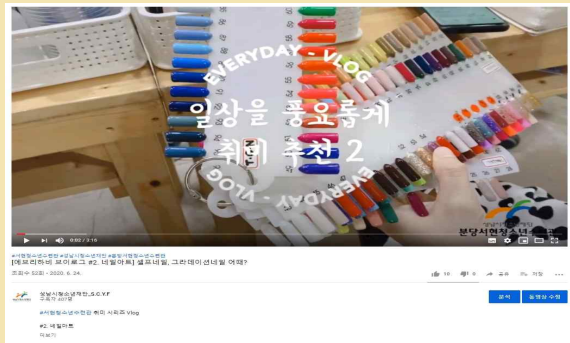 EVERYDAY - VLOG
일상을 풍요롭게
취미 추천 2
EVERYDAY - VLOG
분당서현청소년수련관
0:02 / 3:16
#서현청소년수련관 #성남시청소년재단 #분당서현청소년수련관
[에브리하비 브이로그 #2. 네일아트] 셀프네일, 그라데이션네일 어때?
조회수 53회 • 2020. 6. 24.
10
0
공유
저장
성남시청소년재단_S.C.Y.F
구독자 307명
분석
동영상 수정
#서현청소년수련관 취미 시리즈 Vlog
#2. 네일아트
더보기